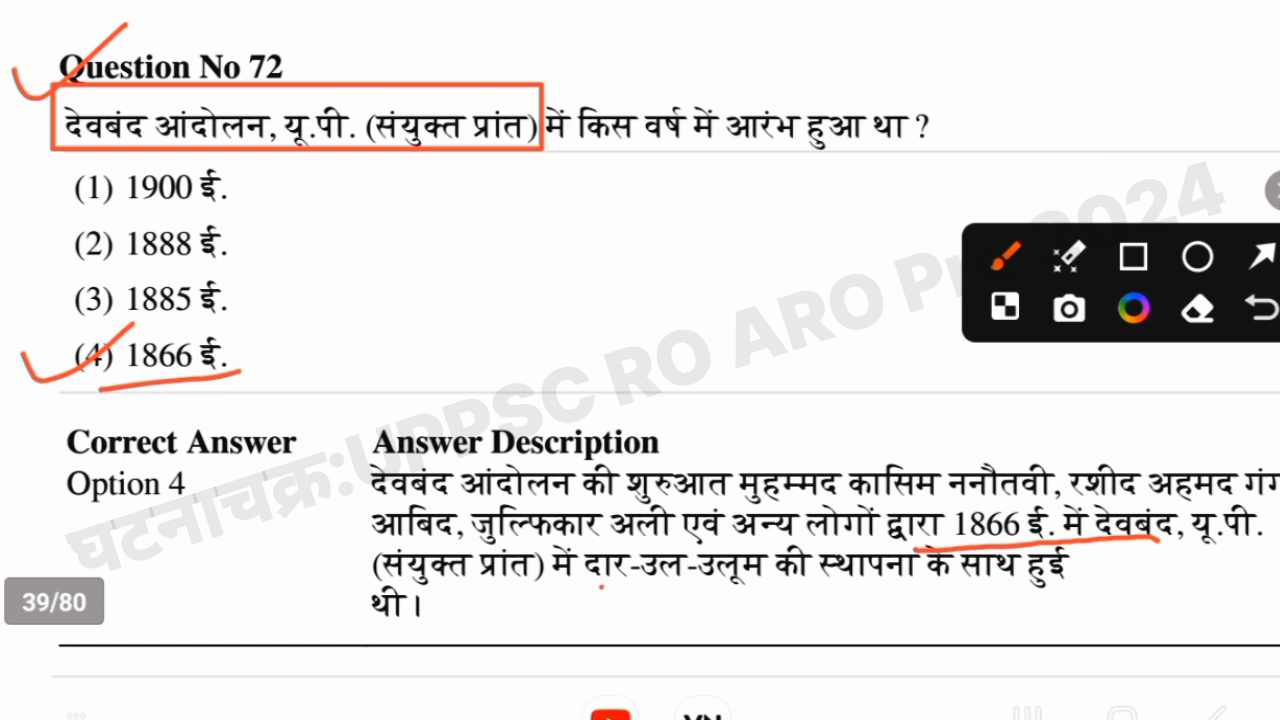 Question No 72
देवबंद आंदोलन, यू.पी. (संयुक्त प्रांत) में किस वर्ष में आरंभ हुआ था ?
(1) 1900 ई.
(2) 1888 ई.
(3) 1885 ई.
(4) 1866 ई.
Correct Answer
Answer Description
Option 4
देवबंद आंदोलन की शुरुआत मुहम्मद कासिम ननौतवी, रशीद अहमद
आबिद, जुल्फिकार अली एवं अन्य लोगों द्वारा 1866 ई. में देवबंद, यू.पी.
(संयुक्त प्रांत) में दार-उल-उलूम की स्थापना के साथ हुई
थी।
39/80
घटनाचक्र:UPPSC RO ARO 2024